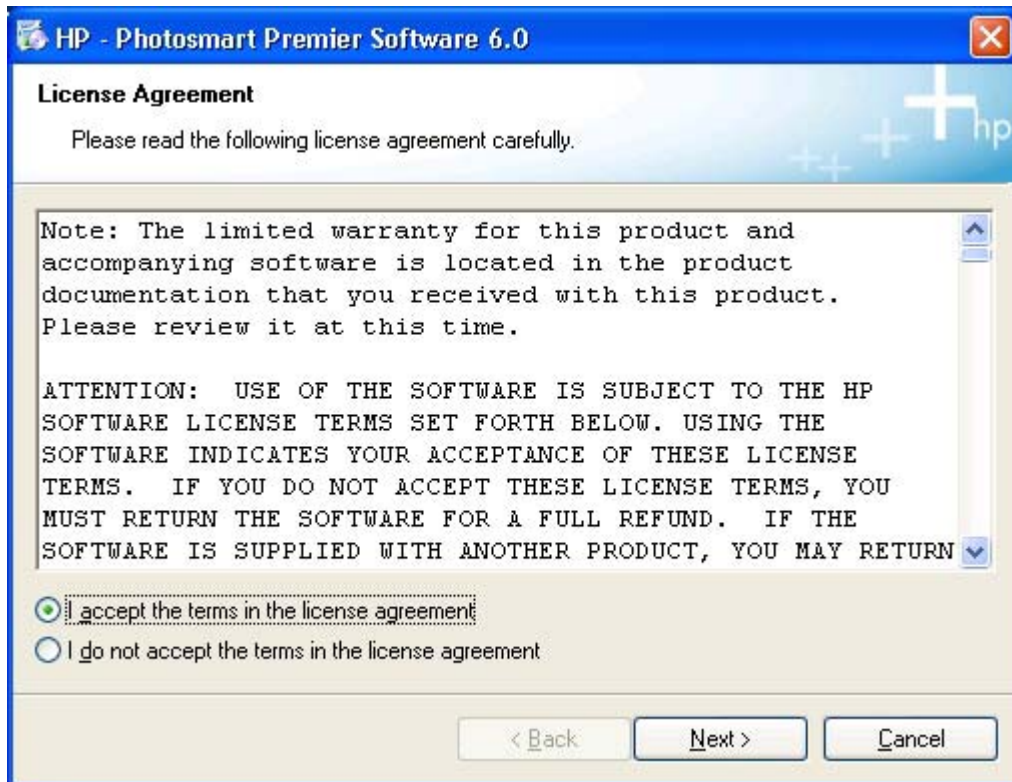 HP - Photosmart Premier Software 6.0
License Agreement
Please read the following license agreement carefully.
hp
Note: The limited warranty for this product and
accompanying software is located in the product
documentation that you received with this product.
Please review it at this time.
ATTENTION:  USE OF THE SOFTWARE IS SUBJECT TO THE HP
SOFTWARE LICENSE TERMS SET FORTH BELOW. USING THE
SOFTWARE INDICATES YOUR ACCEPTANCE OF THESE LICENSE
TERMS.  IF YOU DO NOT ACCEPT THESE LICENSE TERMS, YOU
MUST RETURN THE SOFTWARE FOR A FULL REFUND.  IF THE
SOFTWARE IS SUPPLIED WITH ANOTHER PRODUCT, YOU MAY RETURN
I accept the terms in the license agreement
I do not accept the terms in the license agreement
< Back
Next >
Cancel